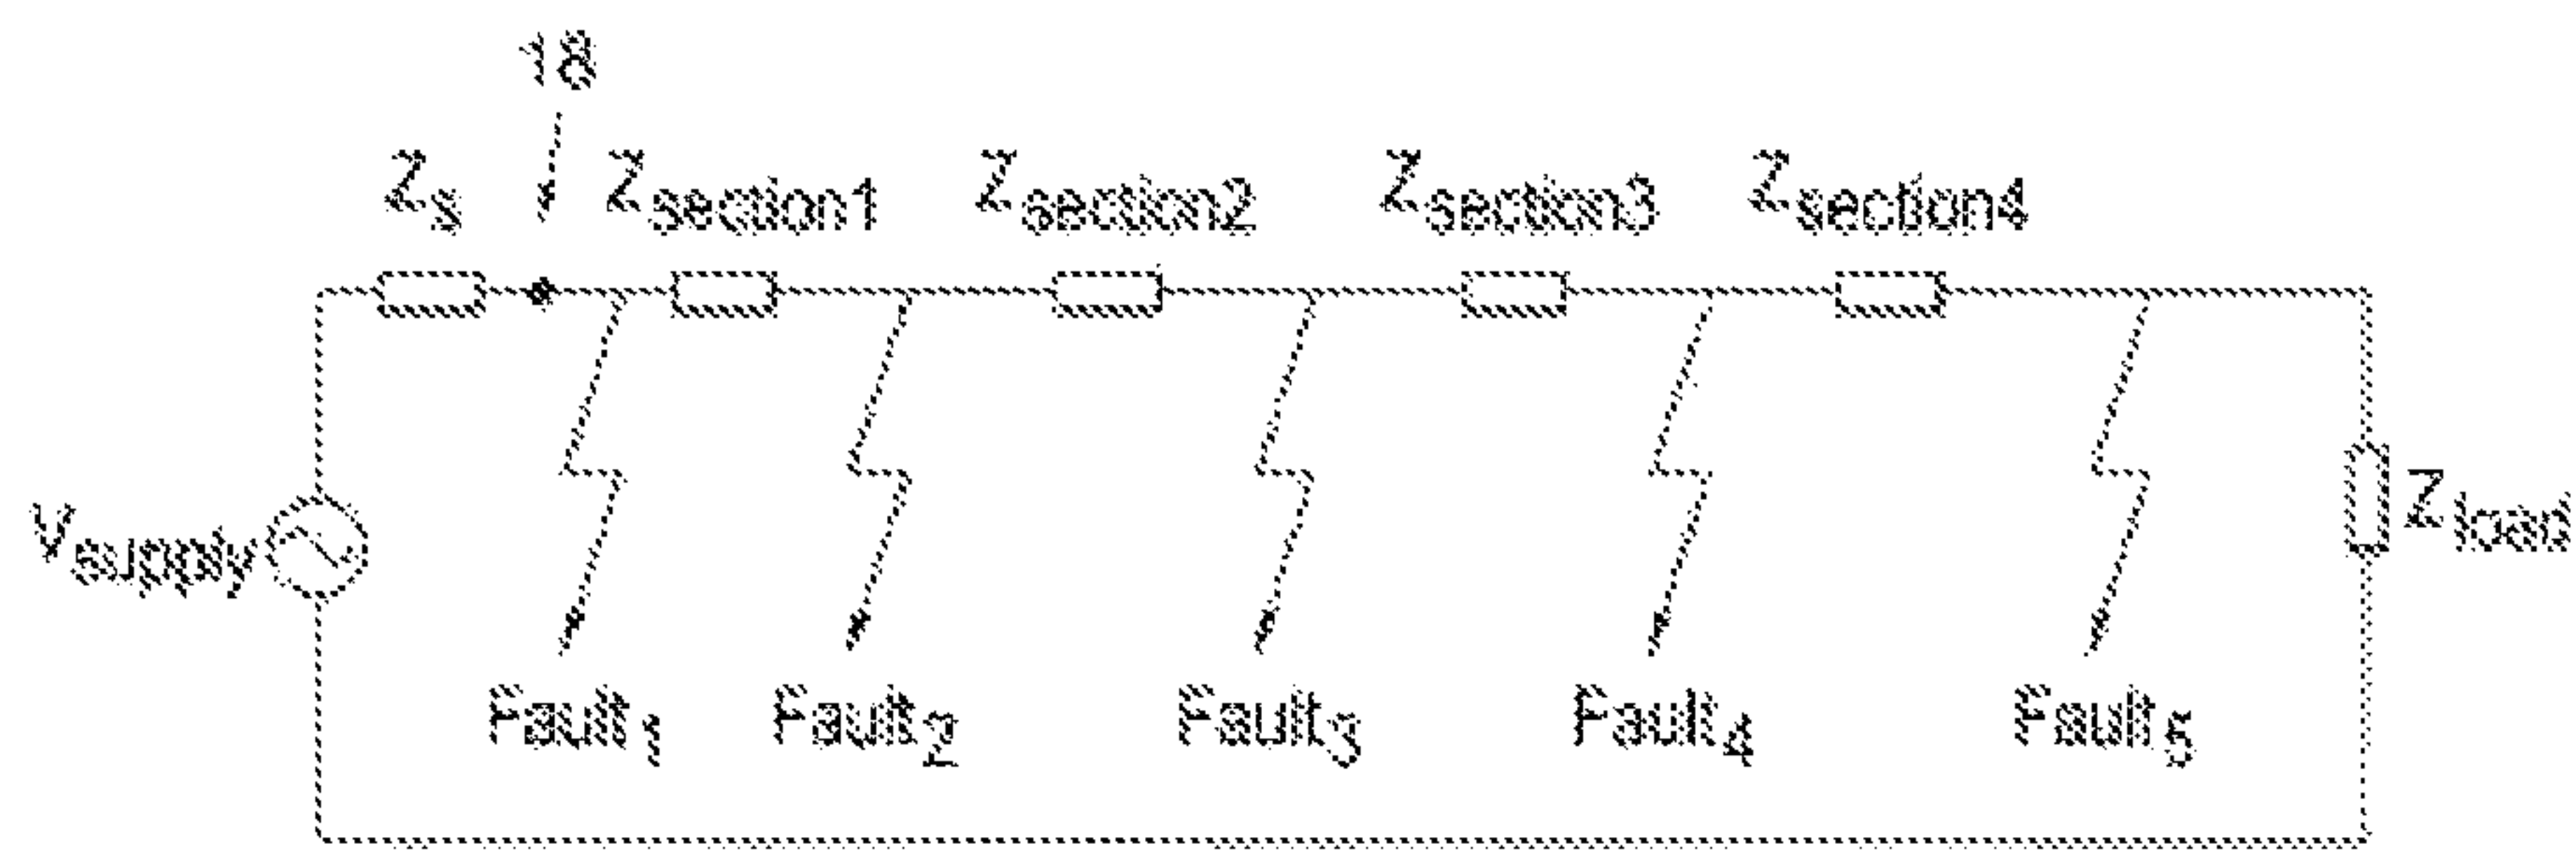 18
Zs Zsection1 Zsection2 Zsection3 Zsection4
Vsupply Zload
Fault1 Fault2 Fault3 Fault4 Fault5